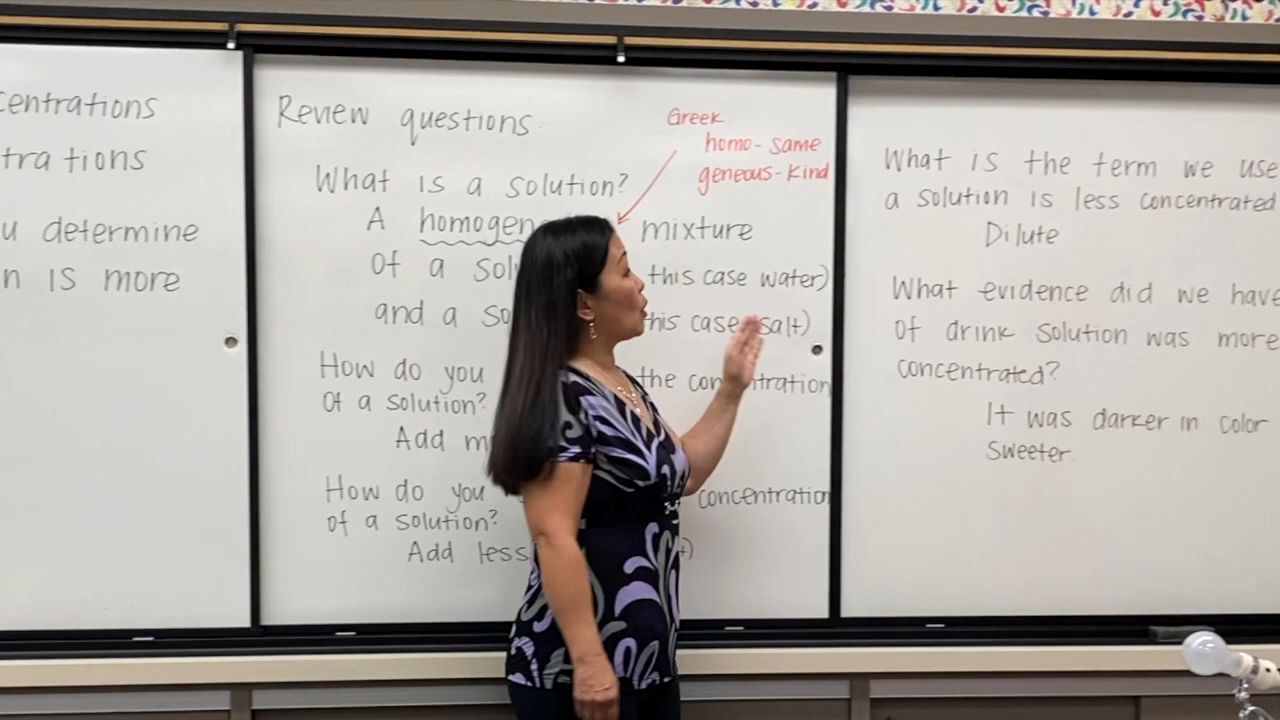 centrations
tra tions
u determine
n is more
Review questions
Greek
homo- same
geneous- kind
What is a solution?
A homogen mixture
of a sol this case water)
and a so this case salt)
How do you the concentration
of a solution?
Add m
How do you concentration
of a solution?
Add less t)
What is the term we use
a solution is less concentrated
Dilute
What evidence did we have
of drink solution was more
concentrated?
It was darker in color
sweeter.